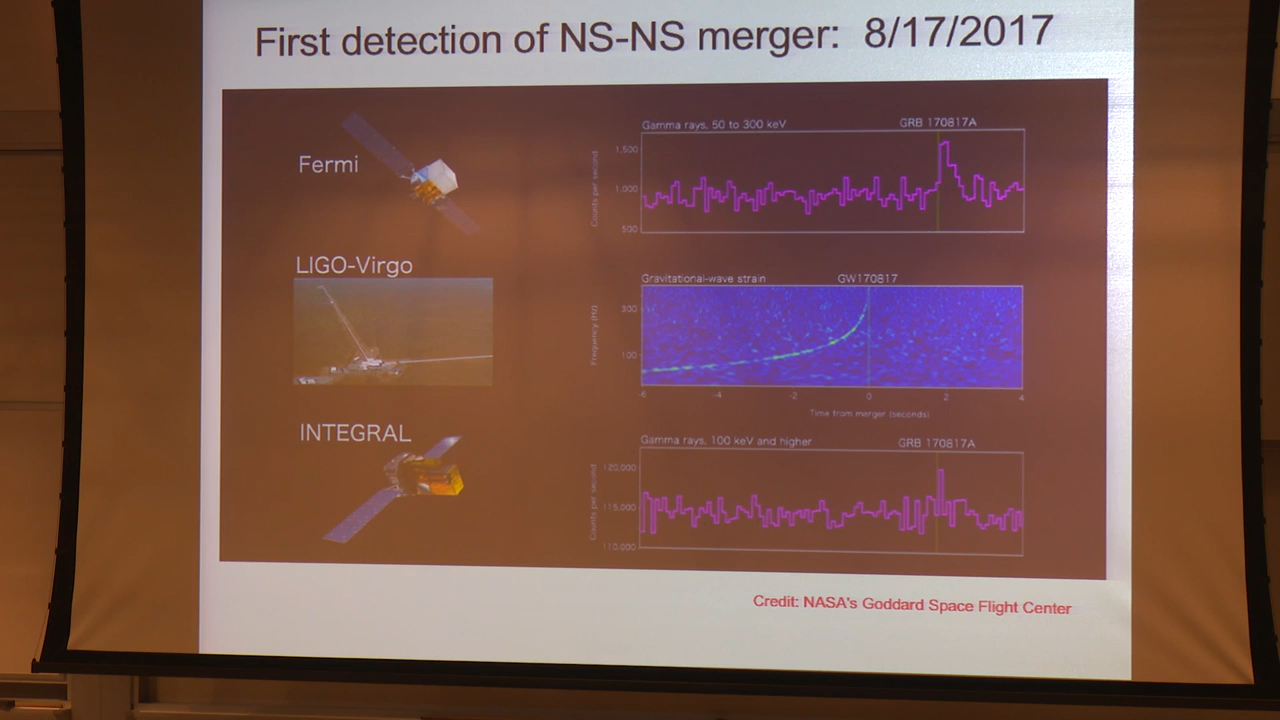 First detection of NS-NS merger: 8/17/2017
Fermi
Gamma rays, 50 to 300 keV
GRB 170817A
Counts per second
1,500
1,000
500
LIGO-Virgo
Gravitational-wave strain
GW170817
Frequency (Hz)
300
100
-6
-4
-2
0
2
4
Time from merger (seconds)
INTEGRAL
Gamma rays, 100 keV and higher
GRB 170817A
Counts per second
120,000
115,000
110,000
Credit: NASA's Goddard Space Flight Center